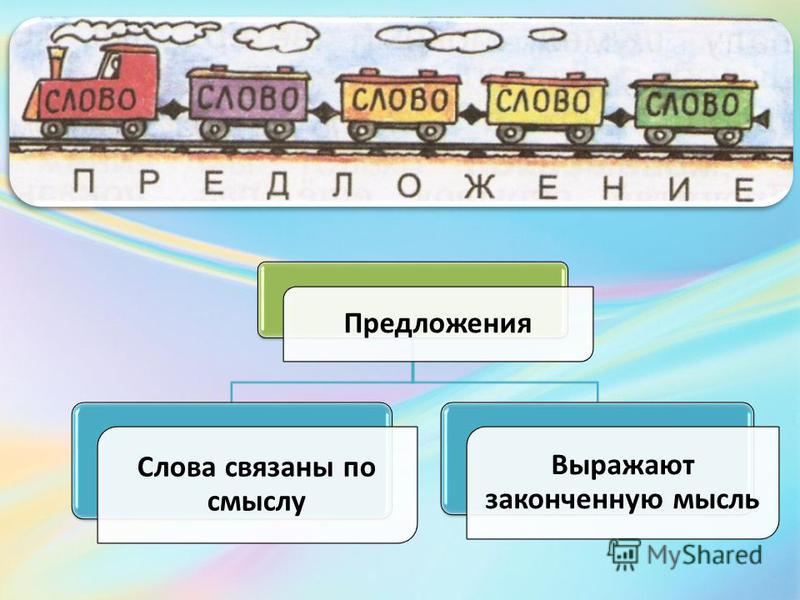 СЛОВО СЛОВО СЛОВО СЛОВО СЛОВО
ПРЕДЛОЖЕНИЕ
Предложения
Слова связаны по
смыслу
Выражают
законченную мысль
MyShared